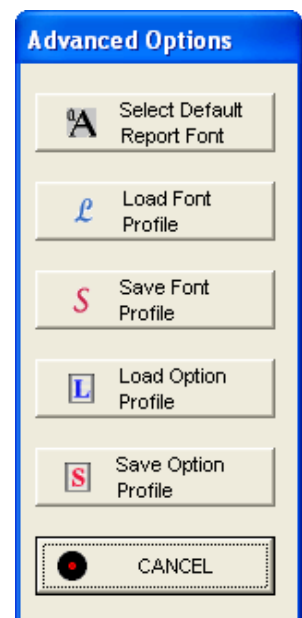 Advanced Options
Select Default
Report Font
Load Font
Profile
Save Font
Profile
Load Option
Profile
Save Option
Profile
CANCEL